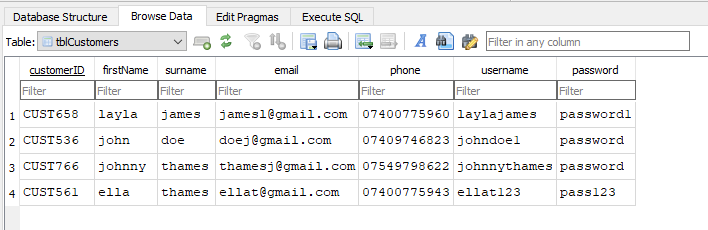 Database Structure Browse Data Edit Pragmas Execute SQL
Table: tblCustomers Filter in any column
customerID firstName surname email phone username password
Filter Filter Filter Filter Filter Filter Filter
1 CUST658 layla james jamesl@gmail.com 07400775960 laylajames password1
2 CUST536 john doe doej@gmail.com 07409746823 johndoe1 password
3 CUST766 johnny thames thamesj@gmail.com 07549798622 johnnythames password
4 CUST561 ella thames ellat@gmail.com 07400775943 ellat123 pass123